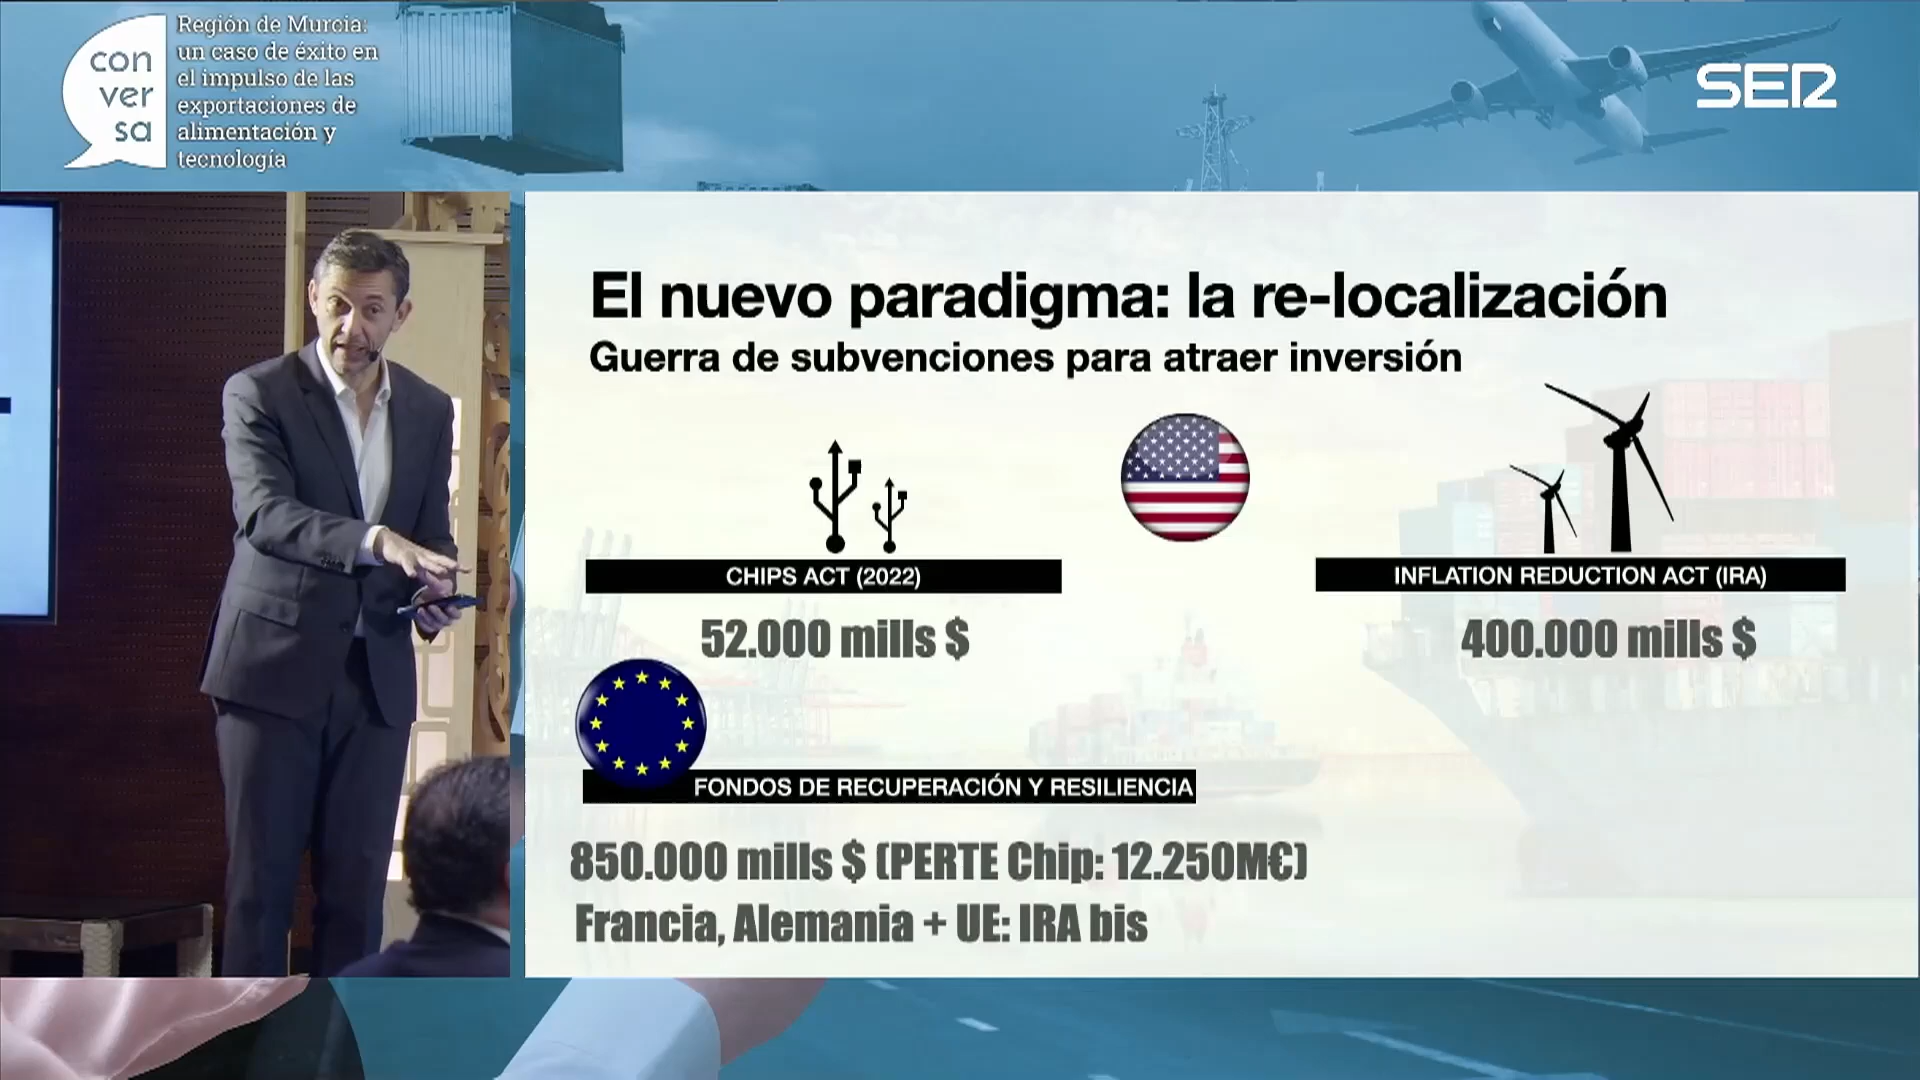 con
ver
sa
Región de Murcia:
un caso de éxito en
el impulso de las
exportaciones de
alimentación y
tecnología
SER
El nuevo paradigma: la re-localización
Guerra de subvenciones para atraer inversión
CHIPS ACT (2022)
52.000 mills $
INFLATION REDUCTION ACT (IRA)
400.000 mills $
FONDOS DE RECUPERACIÓN Y RESILIENCIA
850.000 mills $ (PERTE Chip: 12.250M€)
Francia, Alemania + UE: IRA bis